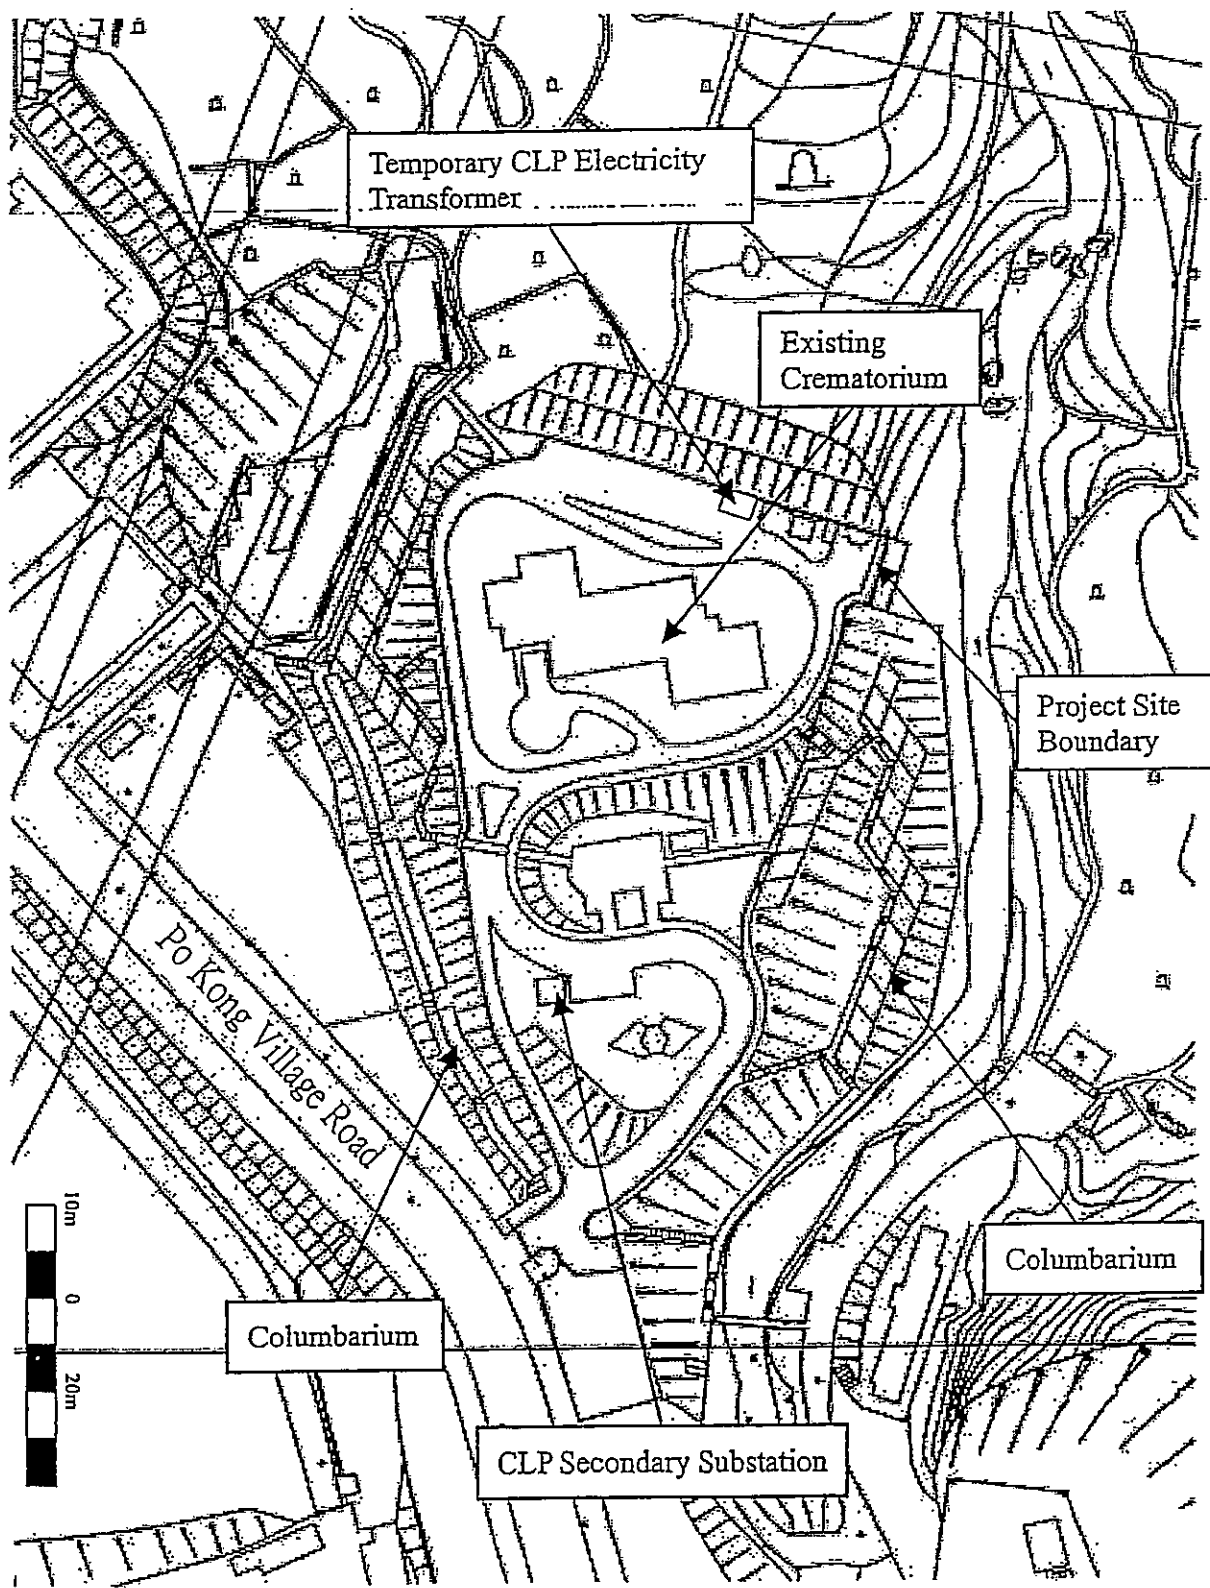 Temporary CLP Electricity
Transformer
Existing
Crematorium
Project Site
Boundary
Po Kong Village Road
10m
0
20m
Columbarium
Columbarium
CLP Secondary Substation